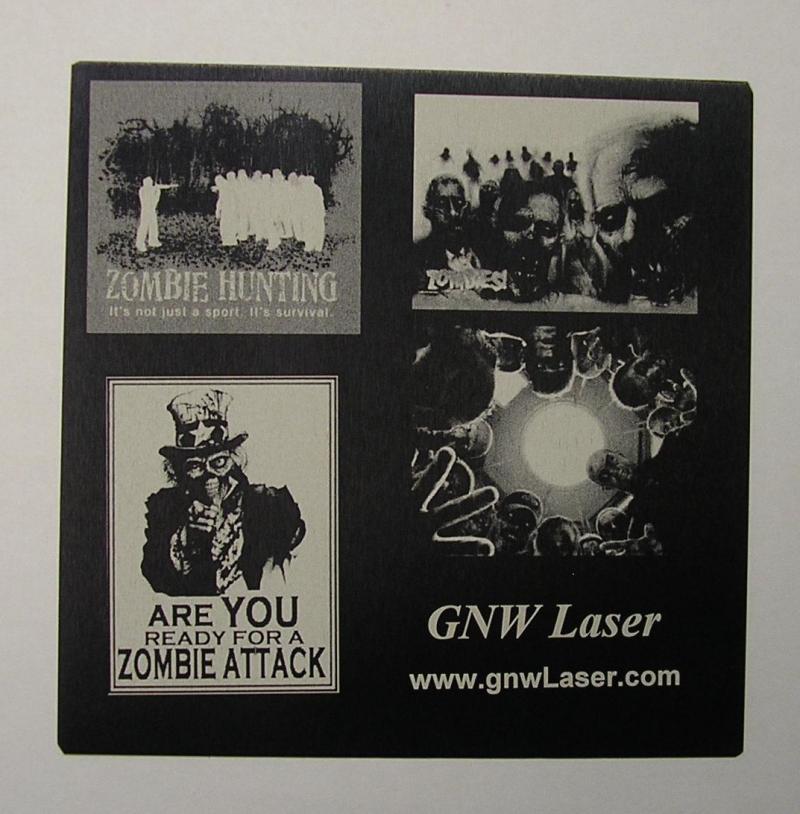 ZOMBIE HUNTING
It's not just a sport. It's survival.
ZOMBIES!
ARE YOU
READY FOR A
ZOMBIE ATTACK
GNW Laser
www.gnwLaser.com